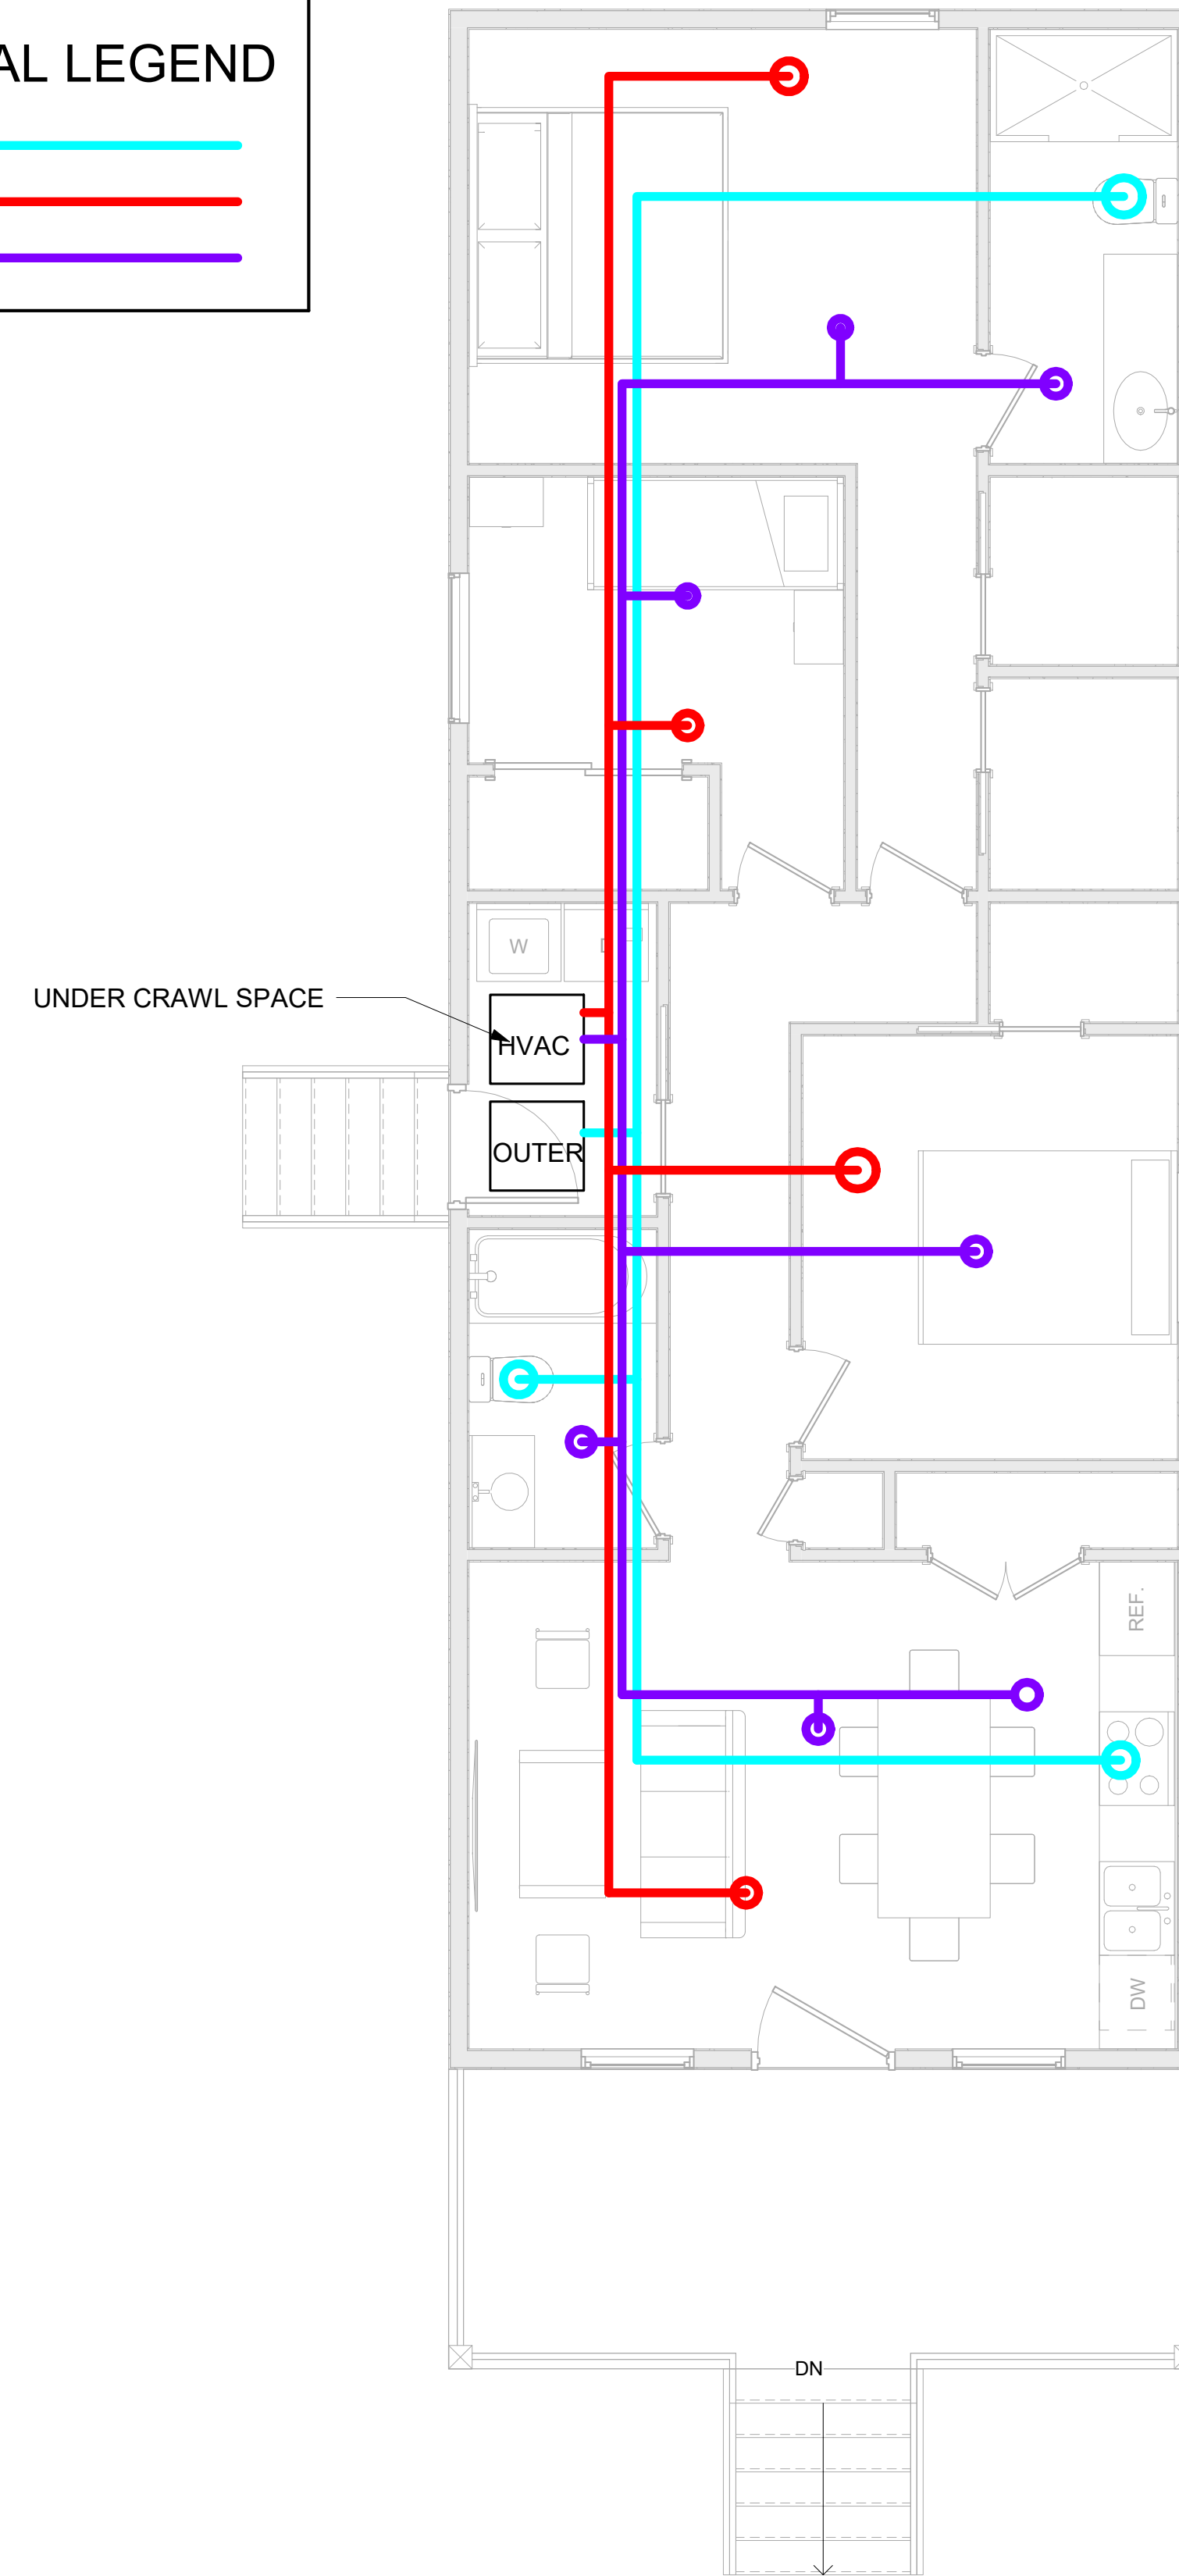 AL LEGEND
W
UNDER CRAWL SPACE
HVAC
OUTER
REF.
DW
DN